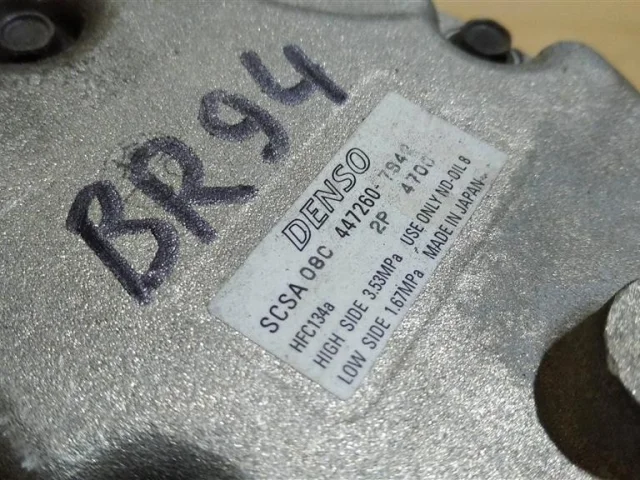 BR94
DENSO
SCSA 08C 447260-7942
2P 4700
HFC134a
HIGH SIDE 3.53MPa USE ONLY ND-OIL 8
LOW SIDE 1.67MPa MADE IN JAPAN